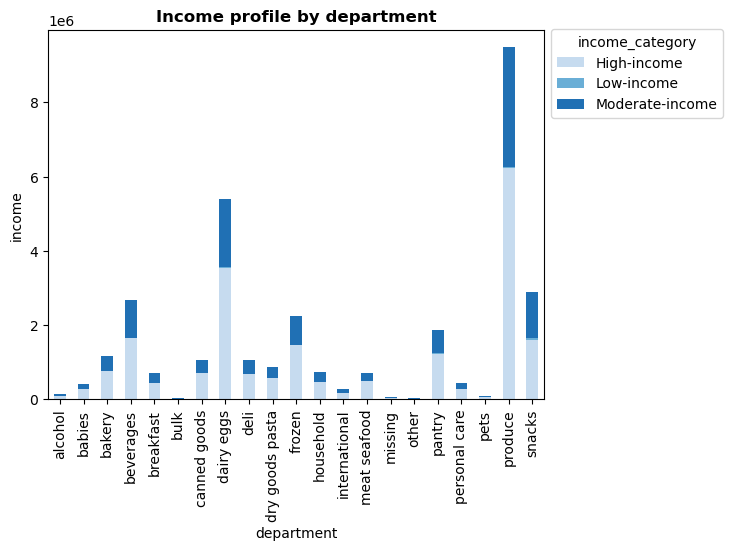 Income profile by department
1e6
income_category
High-income
Low-income
Moderate-income
8
6
4
2
0
income
alcohol
babies
bakery
beverages
breakfast
bulk
canned goods
dairy eggs
deli
dry goods pasta
frozen
household
international
meat seafood
missing
other
pantry
personal care
pets
produce
snacks
department